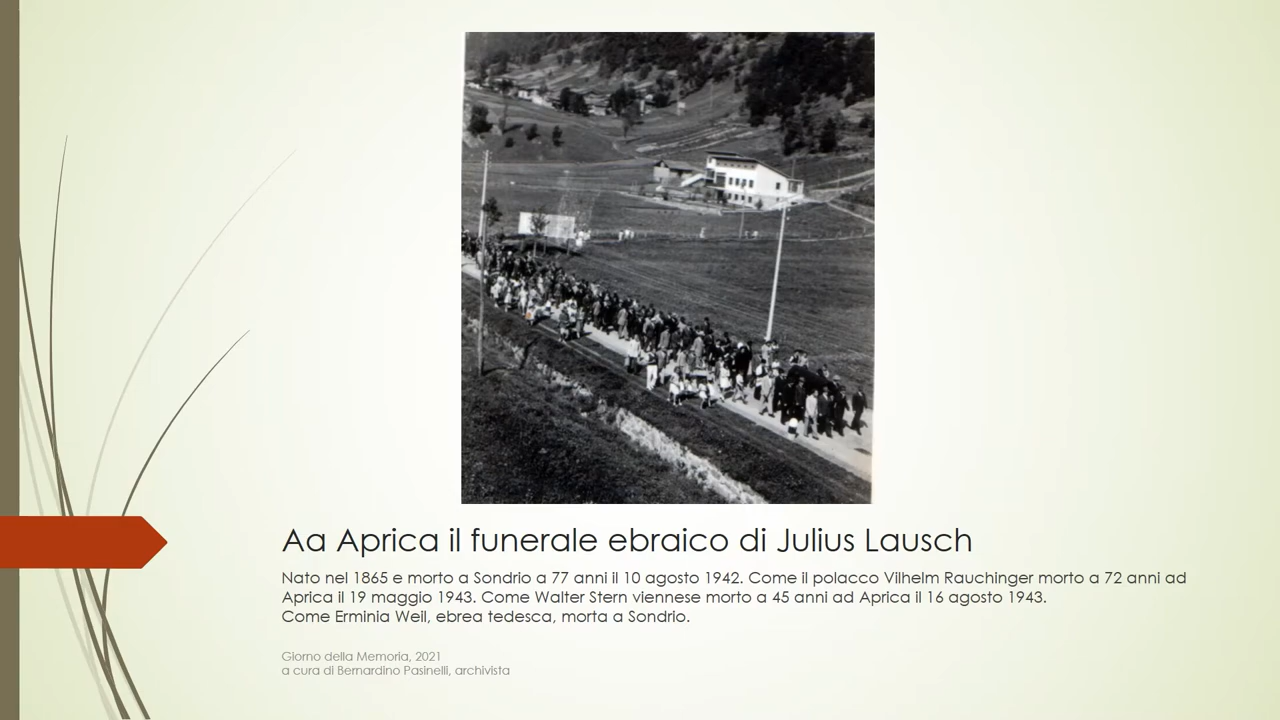 Aa Aprica il funerale ebraico di Julius Lausch
Nato nel 1865 e morto a Sondrio a 77 anni il 10 agosto 1942. Come il polacco Vilhelm Rauchinger morto a 72 anni ad
Aprica il 19 maggio 1943. Come Walter Stern viennese morto a 45 anni ad Aprica il 16 agosto 1943.
Come Erminia Weil, ebrea tedesca, morta a Sondrio.
Giorno della Memoria, 2021
a cura di Bernardino Pasinelli, archivista